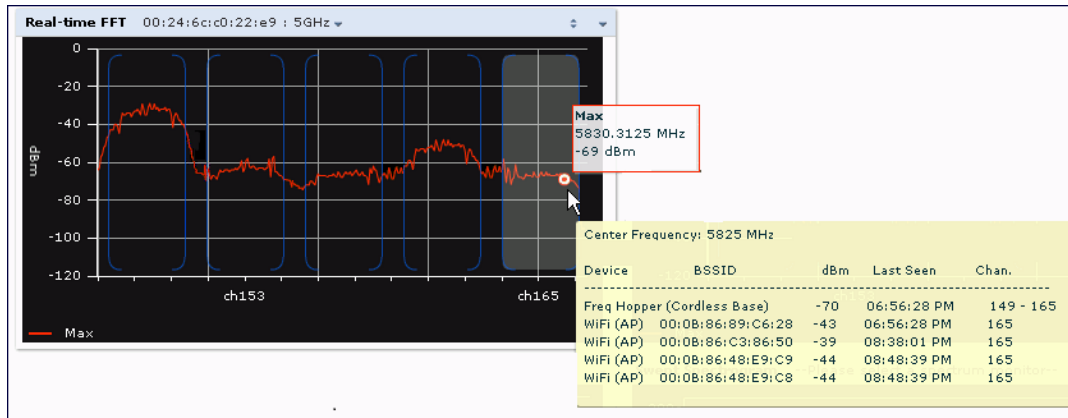 Real-time FFT 00:24:6c:c0:22:e9 : 5GHz
0
-20
-40
-60
-80
-100
-120
dBm
ch153 ch165
Max
Max
5830.3125 MHz
-69 dBm
Center Frequency: 5825 MHz
Device BSSID dBm Last Seen Chan.
Freq Hopper (Cordless Base) -70 06:56:28 PM 149 - 165
WiFi (AP) 00:0B:86:89:C6:28 -43 06:56:28 PM 165
WiFi (AP) 00:0B:86:C3:86:50 -39 08:38:01 PM 165
WiFi (AP) 00:0B:86:48:E9:C9 -44 08:48:39 PM 165
WiFi (AP) 00:0B:86:48:E9:C8 -44 08:48:39 PM 165